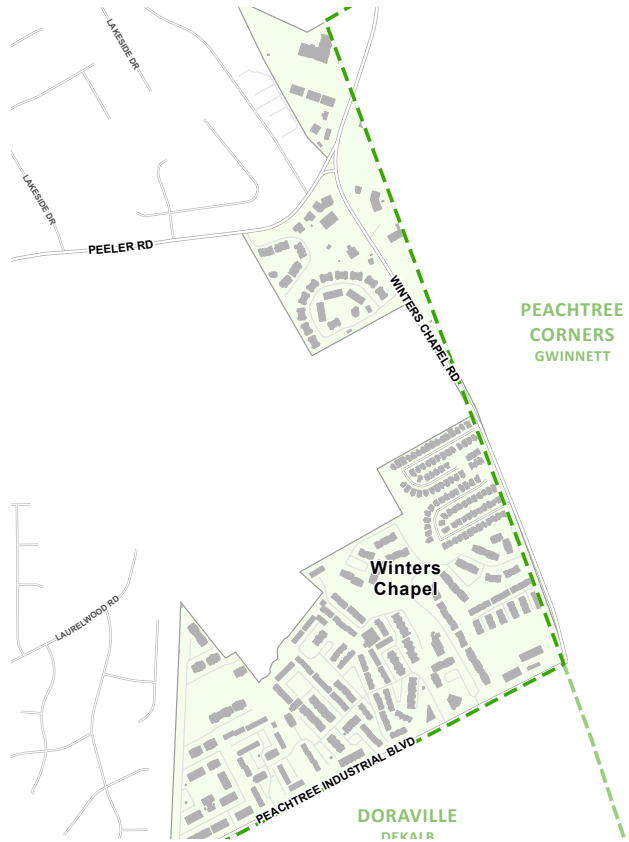 LAKESIDE DR
LAKESIDE DR
PEELER RD
WINTERS CHAPEL RD
PEACHTREE
CORNERS
GWINNETT
Winters
Chapel
LAURELWOOD RD
PEACHTREE INDUSTRIAL BLVD
DORAVILLE
DEKALB